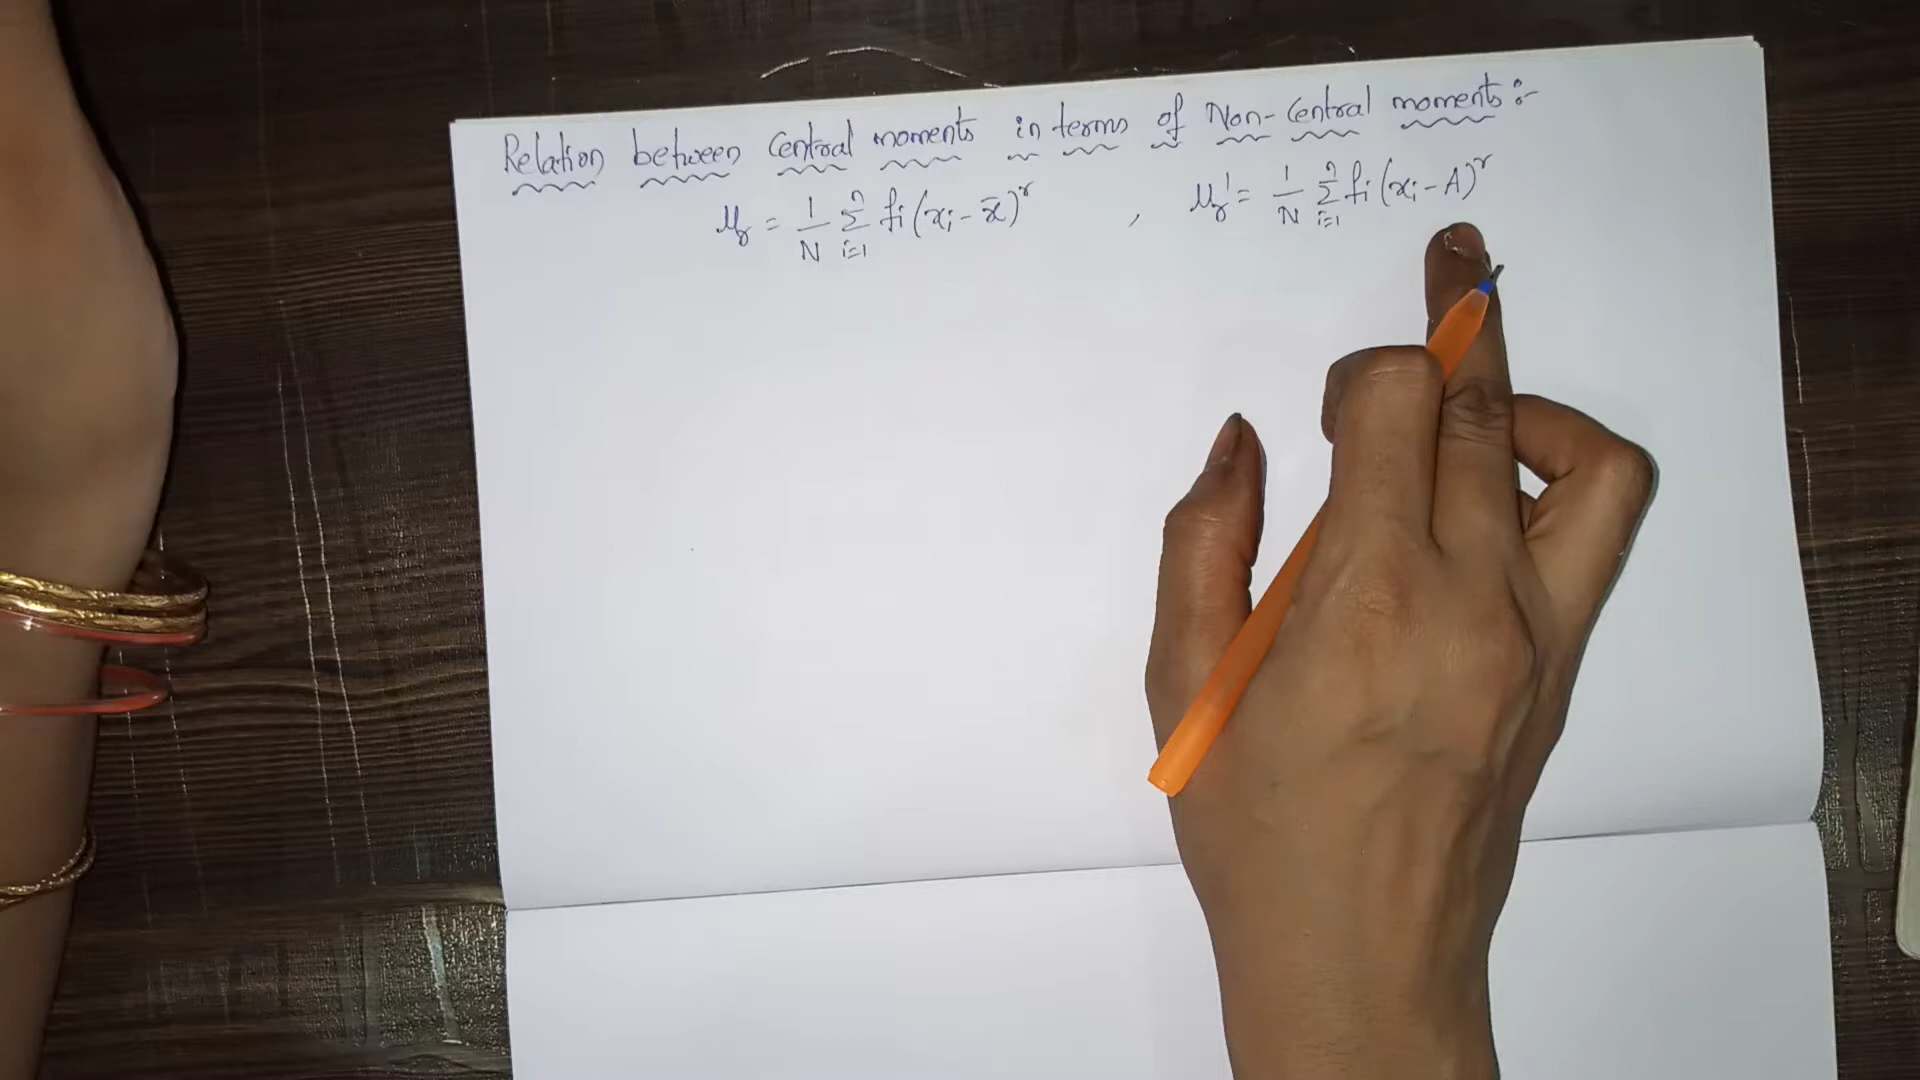 Relation between Central moments in terms of Non-Central moments :-
μr = 1/N Σ_{i=1}^{n} fi (xi - x̄)^r , μr' = 1/N Σ_{i=1}^{n} fi (xi - A)^r